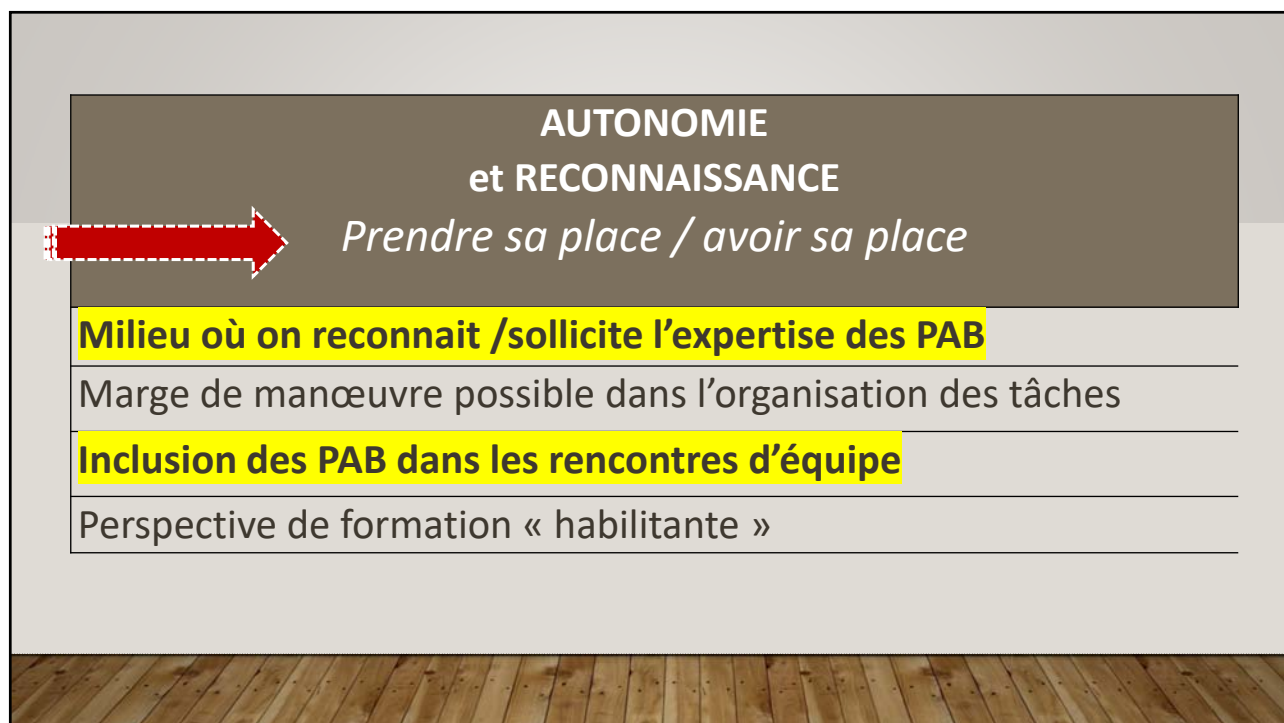 AUTONOMIE
et RECONNAISSANCE
Prendre sa place / avoir sa place
Milieu où on reconnait /sollicite l’expertise des PAB
Marge de manœuvre possible dans l’organisation des tâches
Inclusion des PAB dans les rencontres d’équipe
Perspective de formation « habilitante »